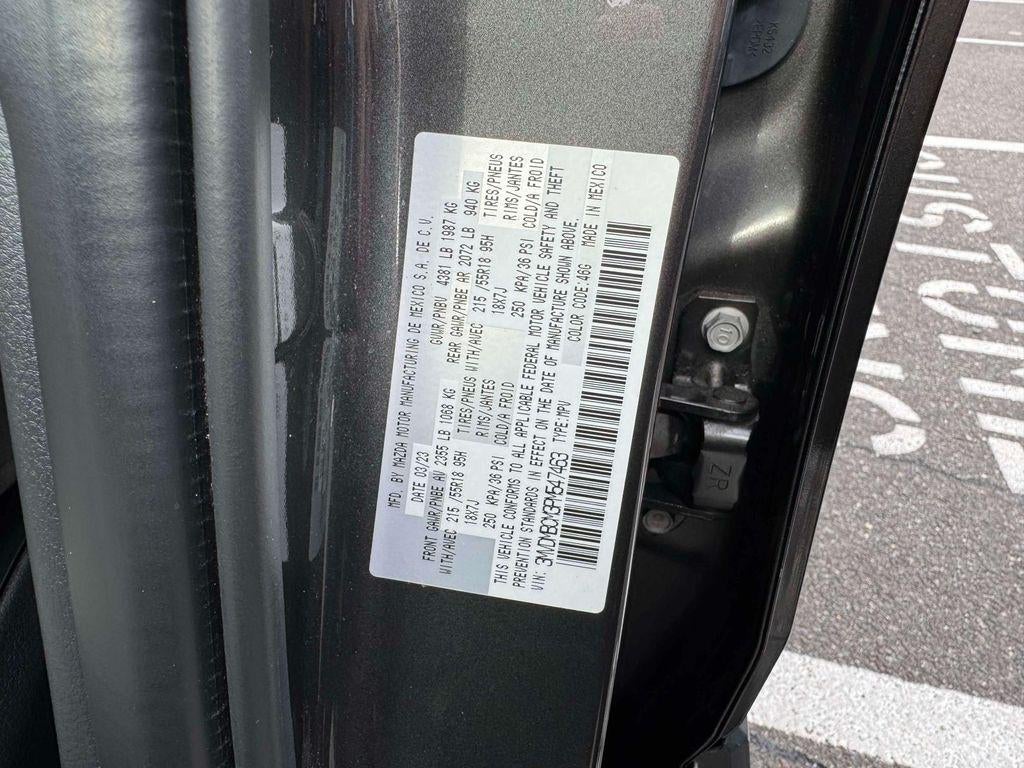 MFD. BY MAZDA MOTOR MANUFACTURING DE MEXICO S.A. DE C.V.
DATE 03/23 GVWR/PNBV 4381 LB 1987 KG
FRONT GAWR/PNBE AV 2355 LB 1068 KG REAR GAWR/PNBE AR 2072 LB 940 KG
WITH/AVEC 215 /55R18 95H TIRES/PNEUS WITH/AVEC 215 /55R18 95H TIRES/PNEUS
18X7J RIMS/JANTES 18X7J RIMS/JANTES
250 KPA/36 PSI COLD/A FROID 250 KPA/36 PSI COLD/A FROID
THIS VEHICLE CONFORMS TO ALL APPLICABLE FEDERAL MOTOR VEHICLE SAFETY AND THEFT
PREVENTION STANDARDS IN EFFECT ON THE DATE OF MANUFACTURE SHOWN ABOVE.
VIN: 3MVDMBCM3PM547463 TYPE:MPV COLOR CODE:46G MADE IN MEXICO
ZR